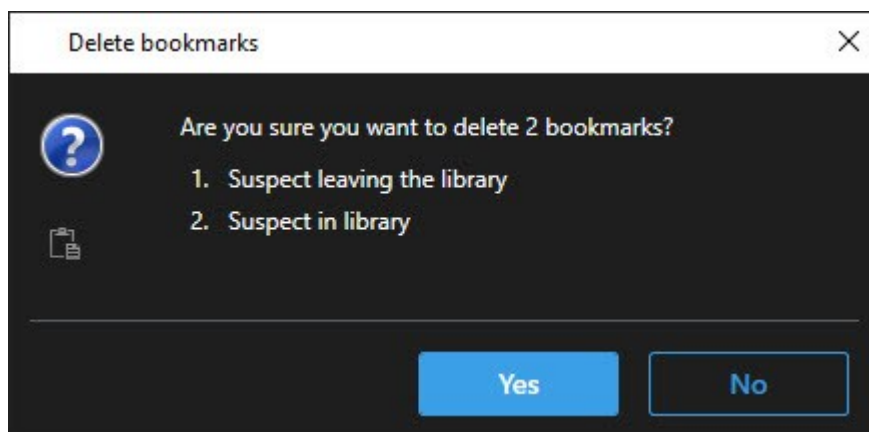 Delete bookmarks
Are you sure you want to delete 2 bookmarks?
1. Suspect leaving the library
2. Suspect in library
Yes
No